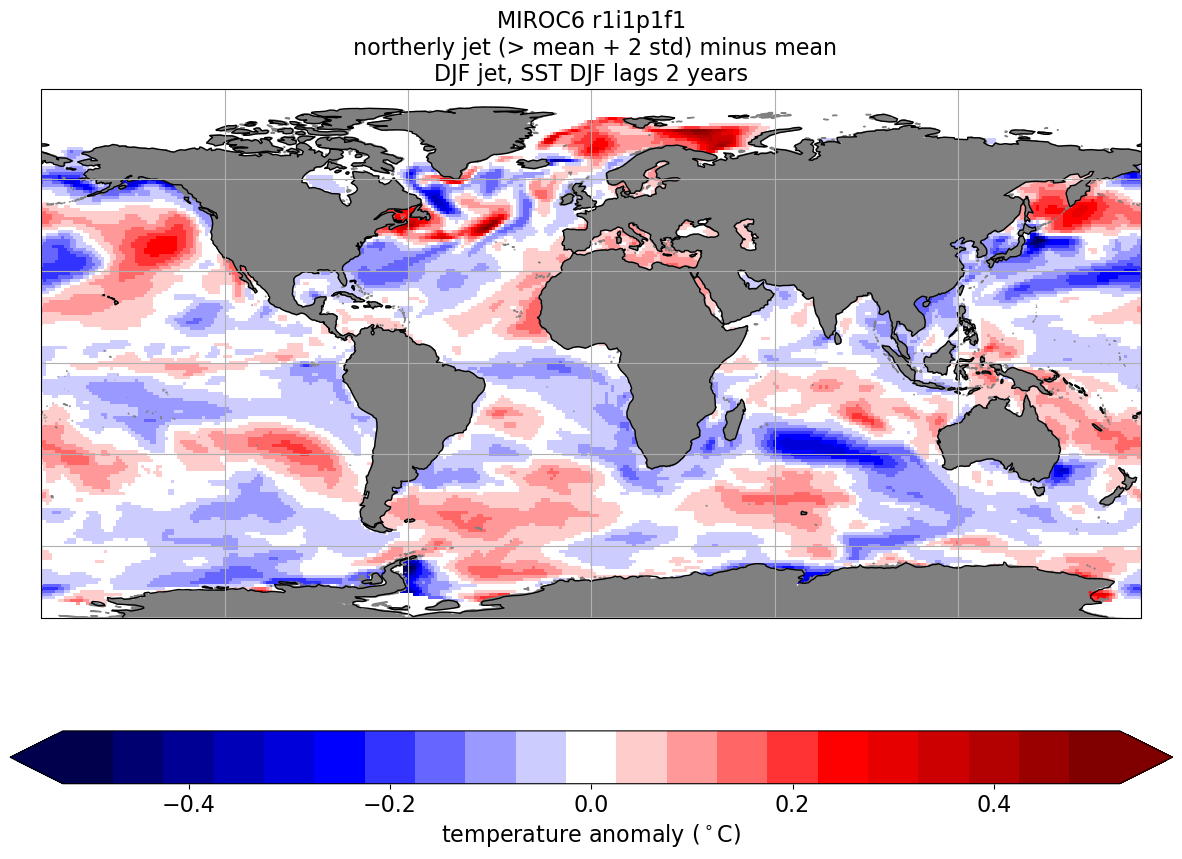 MIROC6 r1i1p1f1
northerly jet (> mean + 2 std) minus mean
DJF jet, SST DJF lags 2 years
−0.4 −0.2 0.0 0.2 0.4
temperature anomaly (°C)